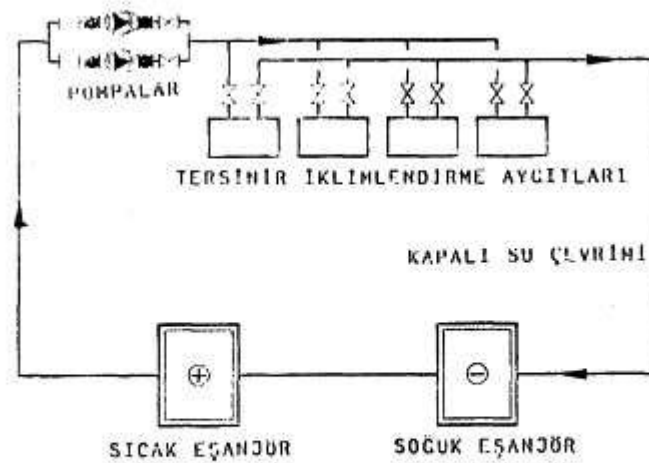 POMPALAR
TERSİNİR İKLİMLENDİRME AYGITLARI
KAPALI SU ÇEVRİMİ
SICAK EŞANJÖR
SOĞUK EŞANJÖR